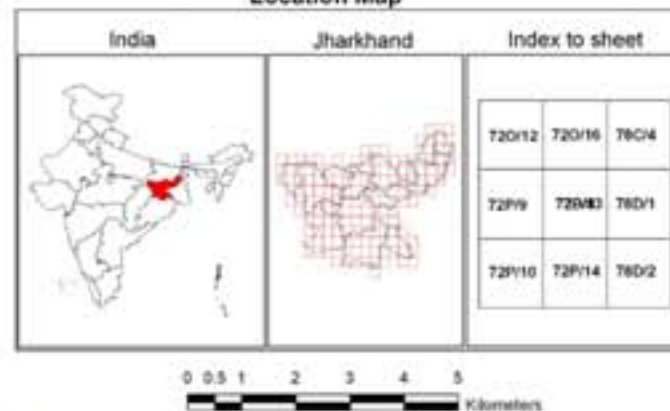 Location Map
India Jharkhand Index to sheet
72O/12 72O/16 78C/4
72P/9 78D/1
72P/10 72P/14 78D/2
0 0.5 1 2 3 4 5
Kilometers